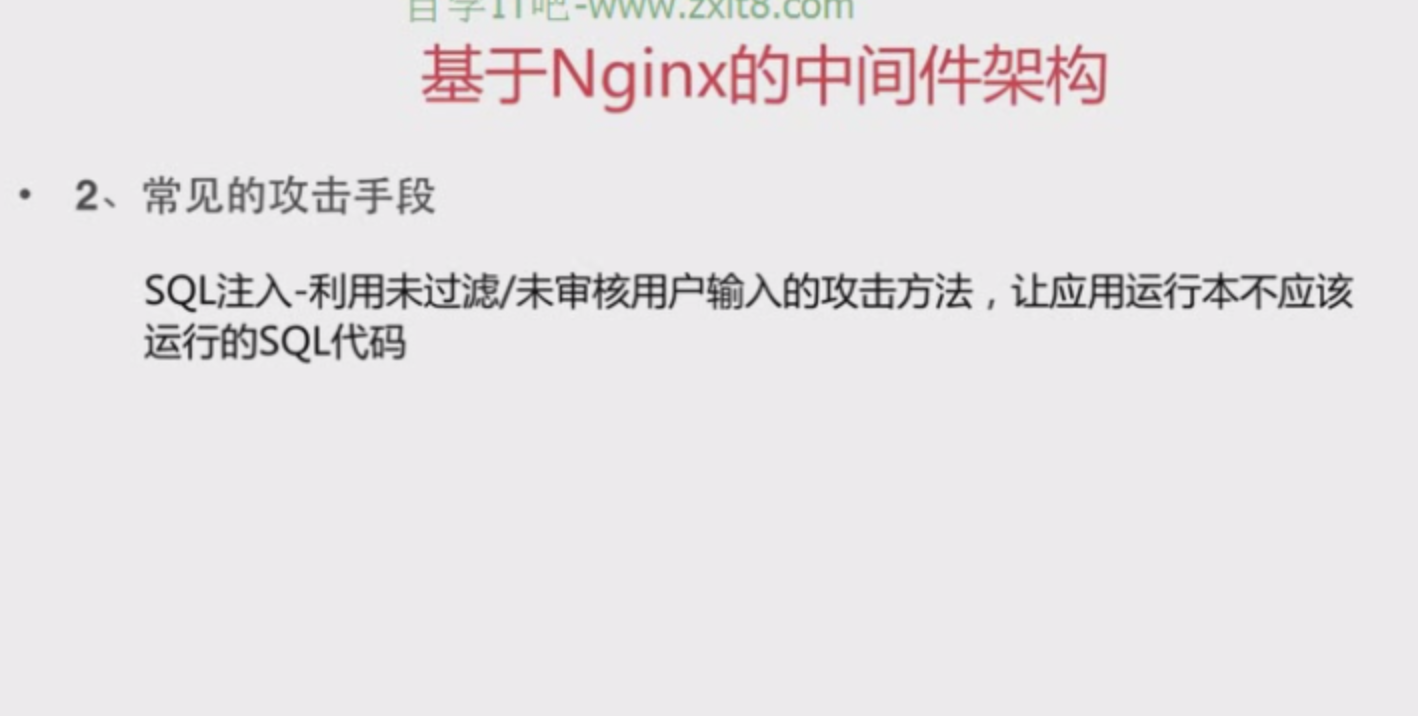 自学IT吧-www.zxit8.com
基于Nginx的中间件架构
• 2、常见的攻击手段
SQL注入-利用未过滤/未审核用户输入的攻击方法，让应用运行本不应该
运行的SQL代码